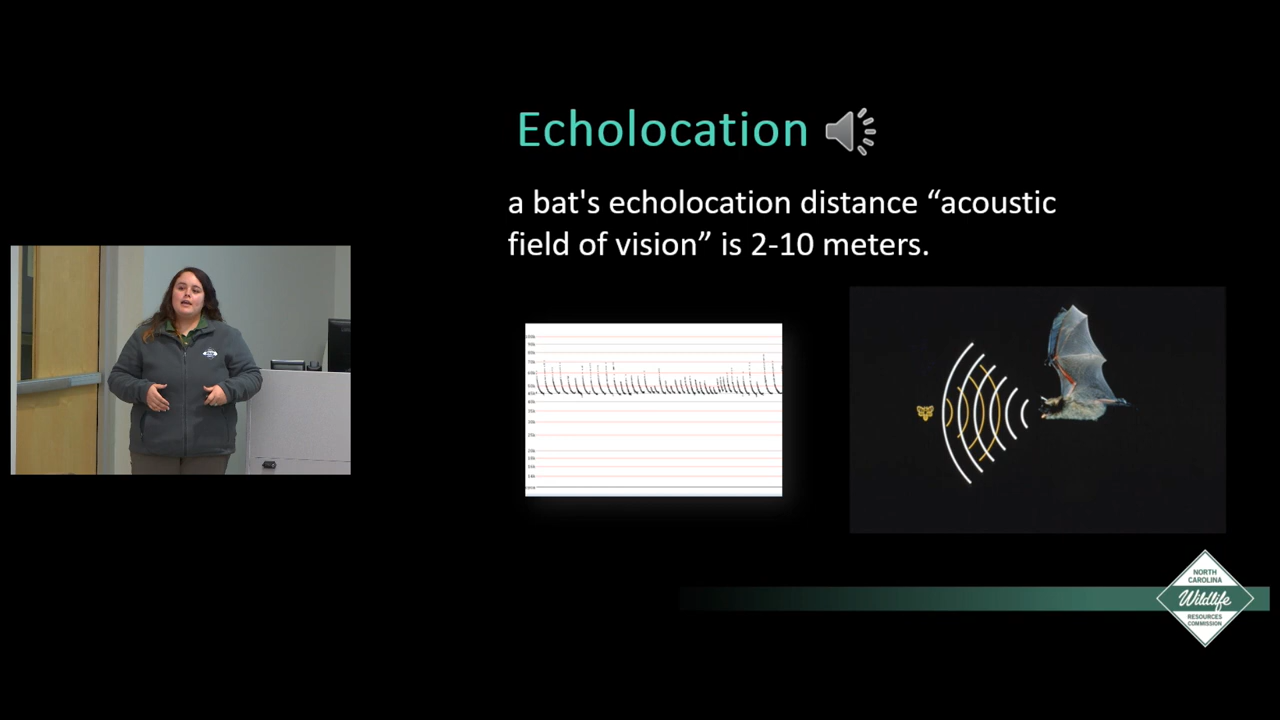 Echolocation
a bat's echolocation distance “acoustic
field of vision” is 2-10 meters.
NORTH
CAROLINA
Wildlife
RESOURCES
COMMISSION